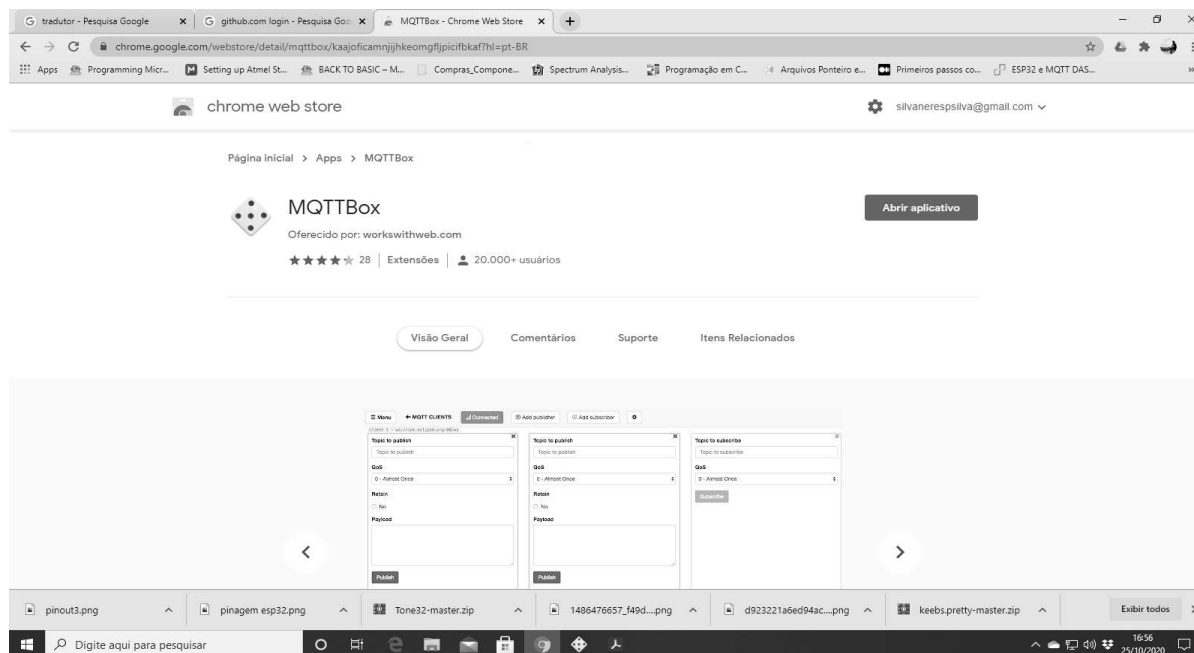 tradutor - Pesquisa Google
github.com login - Pesquisa Goo
MQTTBox - Chrome Web Store
chrome.google.com/webstore/detail/mqttbox/kaajoficamnjijhkeomgfljpicifbkaf?hl=pt-BR
Apps Programming Micr... Setting up Atmel St... BACK TO BASIC – M... Compras_Compone... Spectrum Analysis... Programação em C... Arquivos Ponteiro e... Primeiros passos co... ESP32 e MQTT DAS... »
chrome web store
silvanerespsilva@gmail.com
Página inicial > Apps > MQTTBox
MQTTBox
Abrir aplicativo
Oferecido por: workswithweb.com
28 Extensões 20.000+ usuários
Visão Geral Comentários Suporte Itens Relacionados
Menu MQTT CLIENTS Connected Add publisher Add subscriber
Topic to publish Topic to publish Topic to subscribe
Topic to publish Topic to publish Topic to subscribe
QoS QoS QoS
0 - Almost Once 0 - Almost Once 0 - Almost Once
Retain Retain Subscribe
No No
Payload Payload
Publish Publish
pinout3.png pinagem esp32.png Tone32-master.zip 1486476657_f49d....png d923221a6ed94ac....png keebs.pretty-master.zip Exibir todos
Digite aqui para pesquisar
16:56
25/10/2020